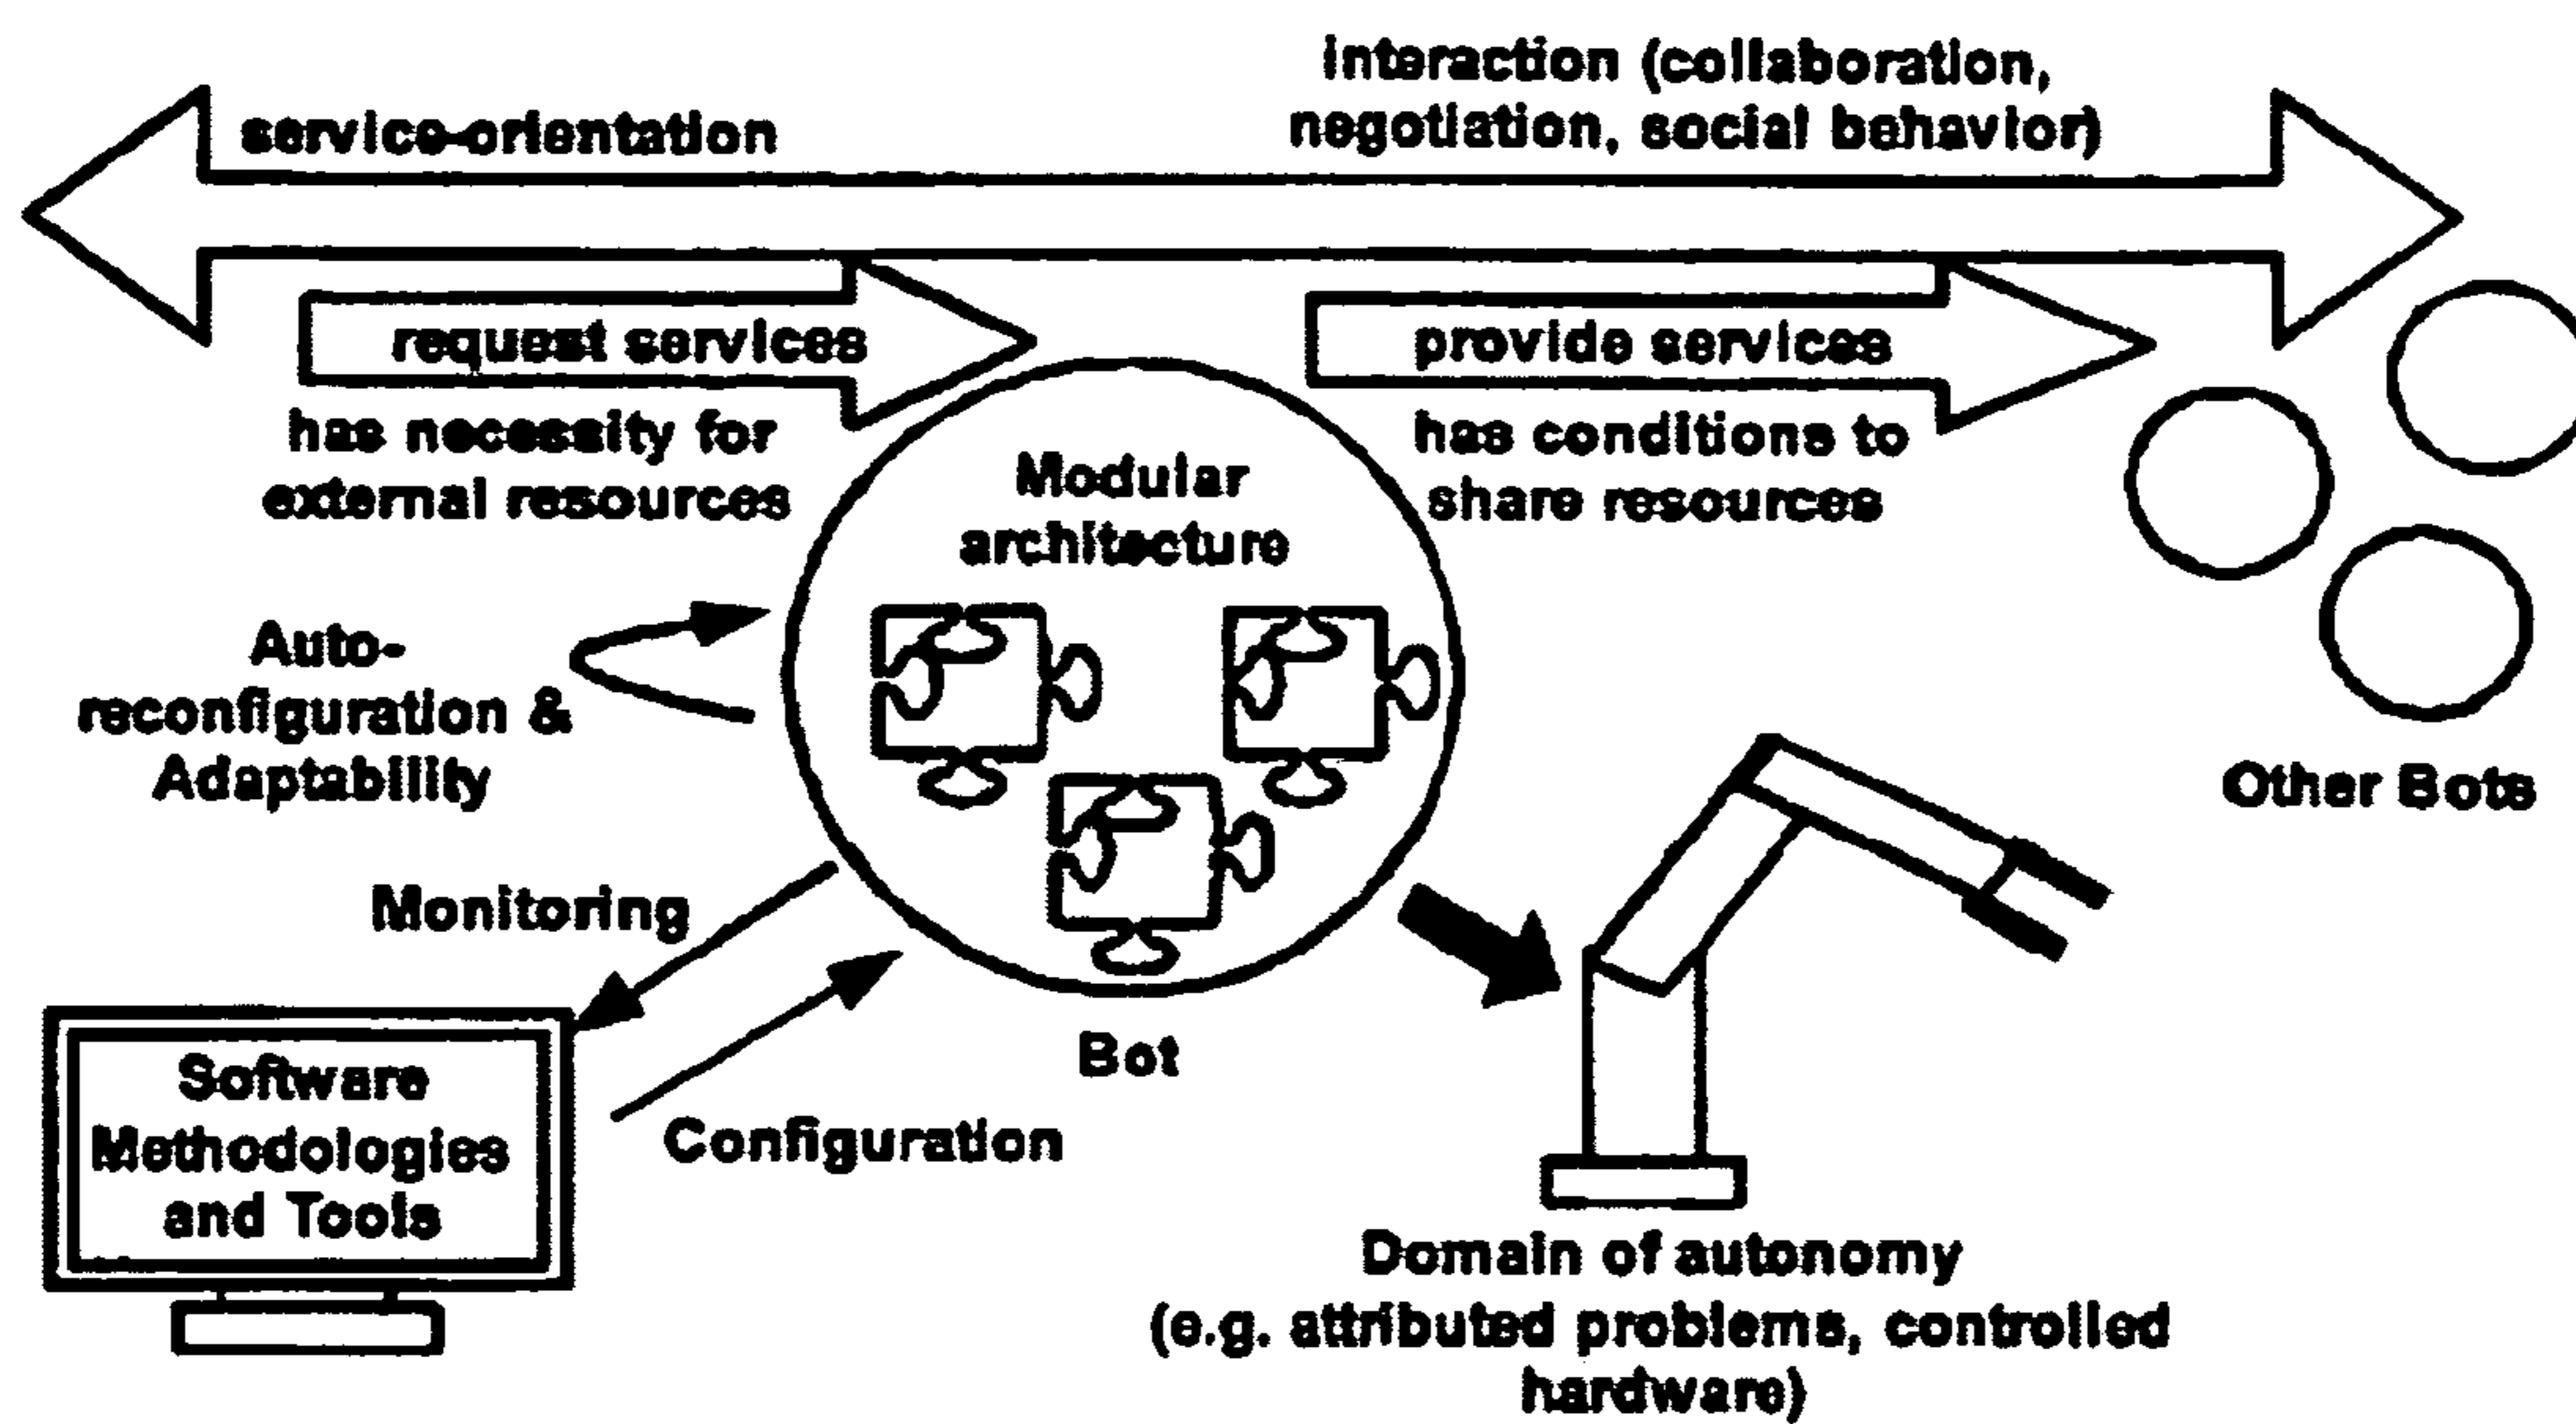 service-orientation
interaction (collaboration,
negotiation, social behavior)
request services
provide services
has necessity for
external resources
has conditions to
share resources
Modular
architecture
Auto-
reconfiguration &
Adaptability
Other Bots
Monitoring
Bot
Configuration
Software
Methodologies
and Tools
Domain of autonomy
(e.g. attributed problems, controlled
hardware)